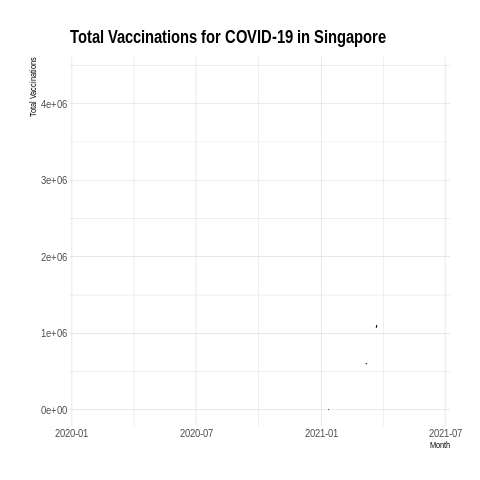 Total Vaccinations for COVID-19 in Singapore
Total Vaccinations
4e+06
3e+06
2e+06
1e+06
0e+00
2020-01 2020-07 2021-01 2021-07
Month